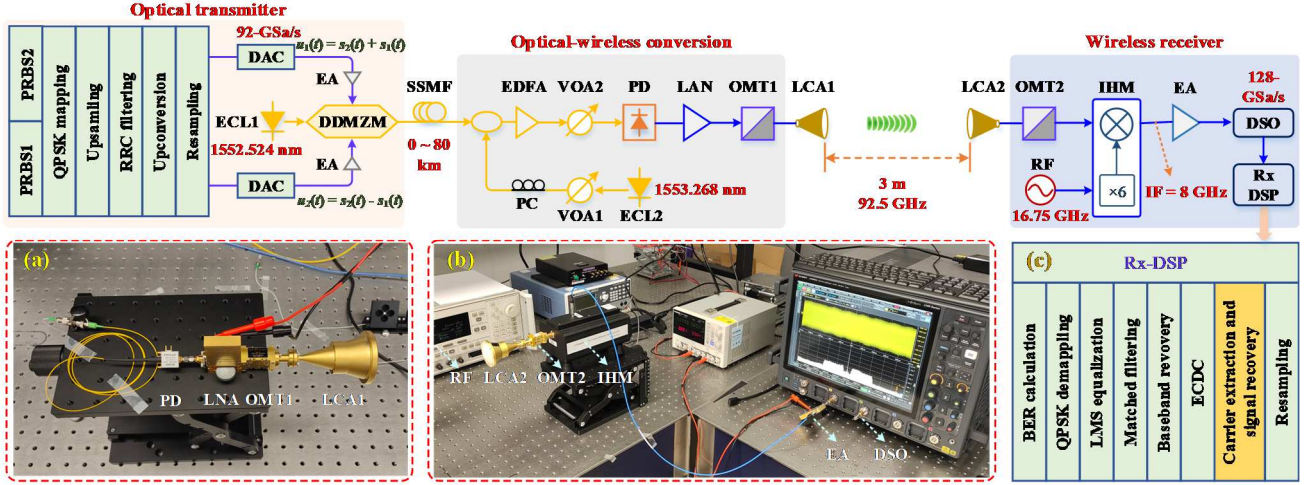 Optical transmitter
PRBS2
PRBS1
QPSK mapping
Upsamiling
RRC filtering
Upconversion
Resampling
92-GSa/s
DAC
u1(t) = s2(t) + s1(t)
EA
ECL1
1552.524 nm
DDMZM
EA
DAC
u2(t) = s2(t) - s1(t)
SSMF
0 ~ 80
km
Optical-wireless conversion
EDFA
VOA2
PD
LAN
OMT1
PC
VOA1
ECL2
1553.268 nm
LCA1
LCA2
3 m
92.5 GHz
Wireless receiver
OMT2
IHM
EA
128-
GSa/s
DSO
RF
16.75 GHz
×6
IF = 8 GHz
Rx
DSP
(a)
PD
LNA
OMT1
LCA1
(b)
RF
LCA2
OMT2
IHM
EA
DSO
(c)
Rx-DSP
BER calculation
QPSK demappling
LMS equalization
Matched filtering
Baseband revovery
ECDC
Carrier extraction and
signal recovery
Resampling